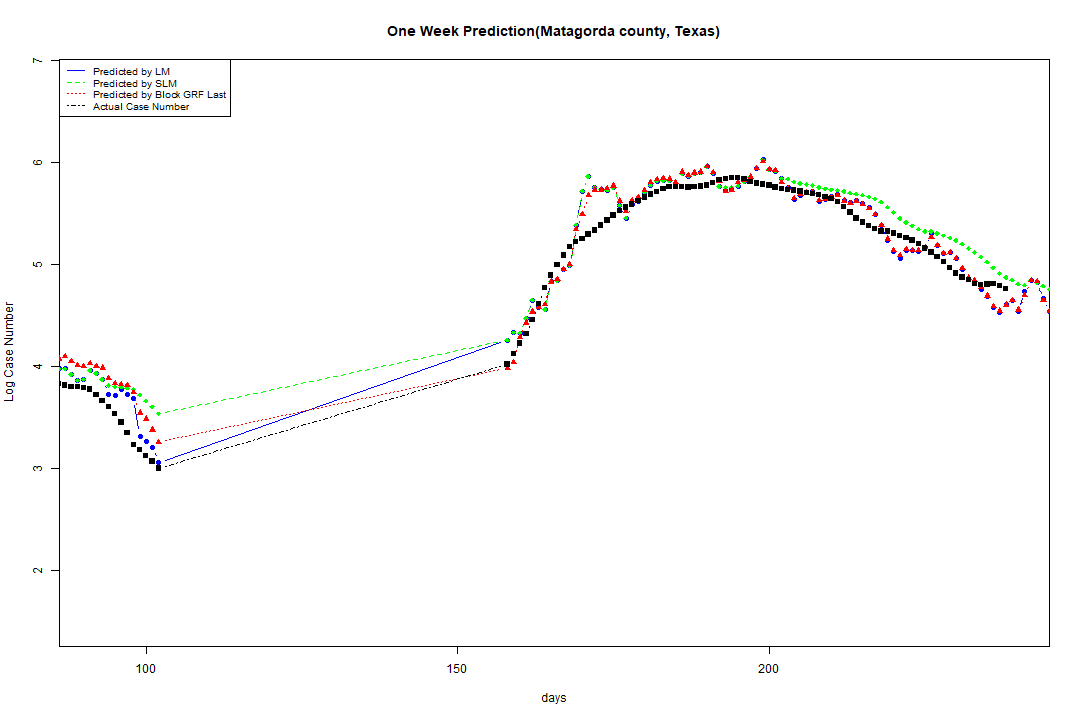 One Week Prediction(Matagorda county, Texas)
Predicted by LM
Predicted by SLM
Predicted by Block GRF Last
Actual Case Number
7
6
5
4
3
2
Log Case Number
100 150 200
days